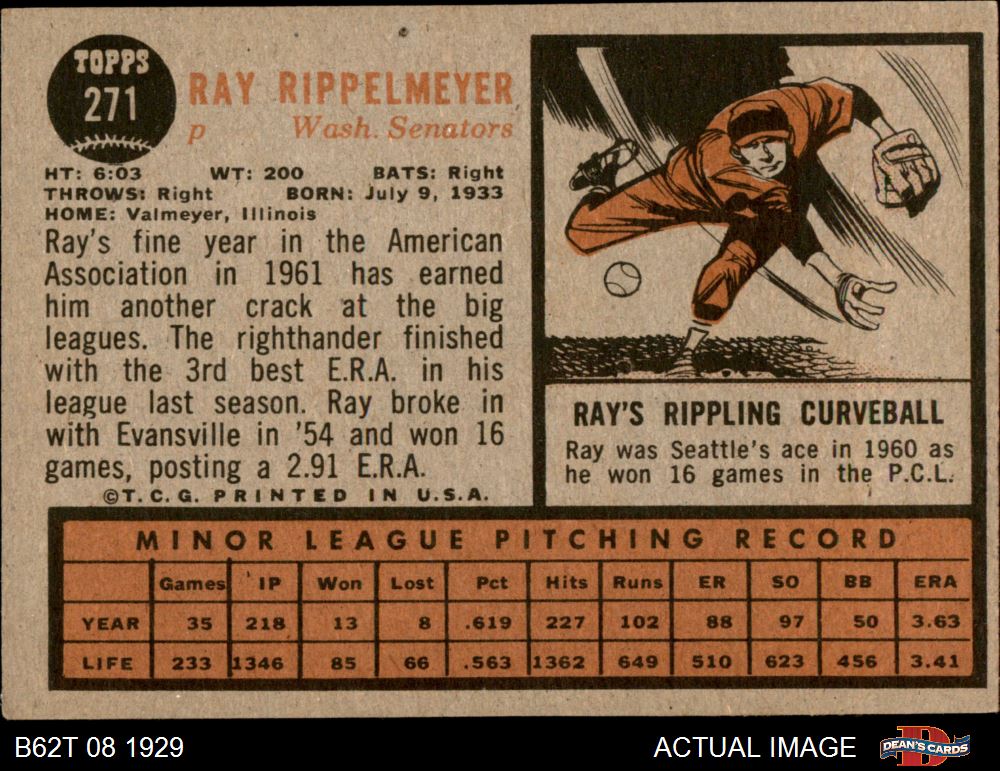 TOPPS
271
RAY RIPPELMEYER
p Wash. Senators
HT: 6:03 WT: 200 BATS: Right
THROWS: Right BORN: July 9, 1933
HOME: Valmeyer, Illinois
Ray's fine year in the American
Association in 1961 has earned
him another crack at the big
leagues. The righthander finished
with the 3rd best E.R.A. in his
league last season. Ray broke in
with Evansville in '54 and won 16
games, posting a 2.91 E.R.A.
©T.C.G. PRINTED IN U.S.A.
RAY'S RIPPLING CURVEBALL
Ray was Seattle's ace in 1960 as
he won 16 games in the P.C.L.
MINOR LEAGUE PITCHING RECORD
Games IP Won Lost Pct Hits Runs ER SO BB ERA
YEAR 35 218 13 8 .619 227 102 88 97 50 3.63
LIFE 233 1346 85 66 .563 1362 649 510 623 456 3.41
B62T 08 1929
ACTUAL IMAGE
DEAN'S CARDS